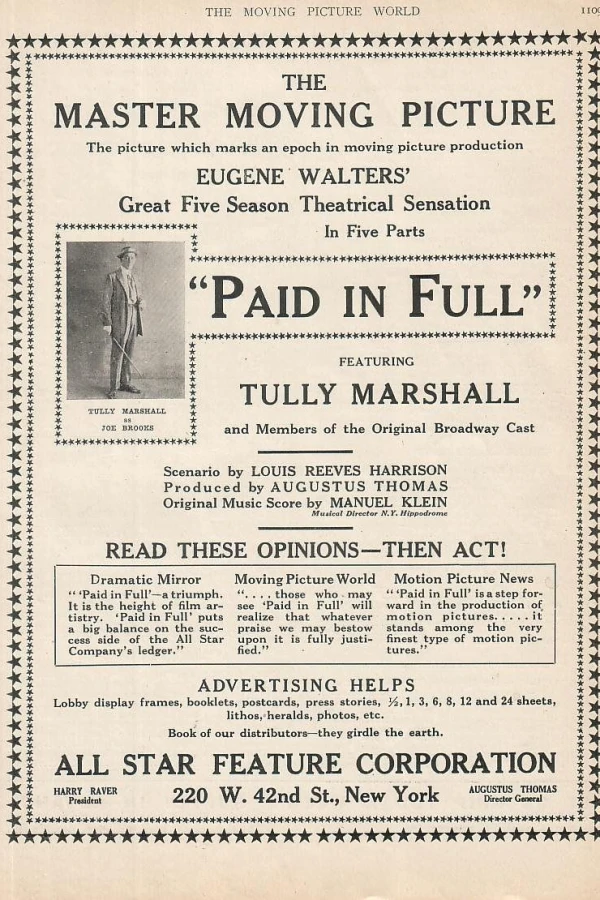 THE MOVING PICTURE WORLD
THE
MASTER MOVING PICTURE
The picture which marks an epoch in moving picture production
EUGENE WALTERS'
Great Five Season Theatrical Sensation
In Five Parts
"PAID IN FULL"
TULLY MARSHALL
as
JOE BROOKS
FEATURING
TULLY MARSHALL
and Members of the Original Broadway Cast
Scenario by LOUIS REEVES HARRISON
Produced by AUGUSTUS THOMAS
Original Music Score by MANUEL KLEIN
Musical Director N.Y. Hippodrome
READ THESE OPINIONS—THEN ACT!
Dramatic Mirror
"'Paid in Full'—a triumph.
It is the height of film ar-
tistry. 'Paid in Full' puts
a big balance on the suc-
cess side of the All Star
Company's ledger."
Moving Picture World
". . . . those who may
see 'Paid in Full' will
realize that whatever
praise we may bestow
upon it is fully justi-
fied."
Motion Picture News
"'Paid in Full' is a step for-
ward in the production of
motion pictures. . . . . it
stands among the very
finest type of motion pic-
tures."
ADVERTISING HELPS
Lobby display frames, booklets, postcards, press stories, ½, 1, 3, 6, 8, 12 and 24 sheets,
lithos, heralds, photos, etc.
Book of our distributors—they girdle the earth.
ALL STAR FEATURE CORPORATION
HARRY RAVER
President
220 W. 42nd St., New York
AUGUSTUS THOMAS
Director General